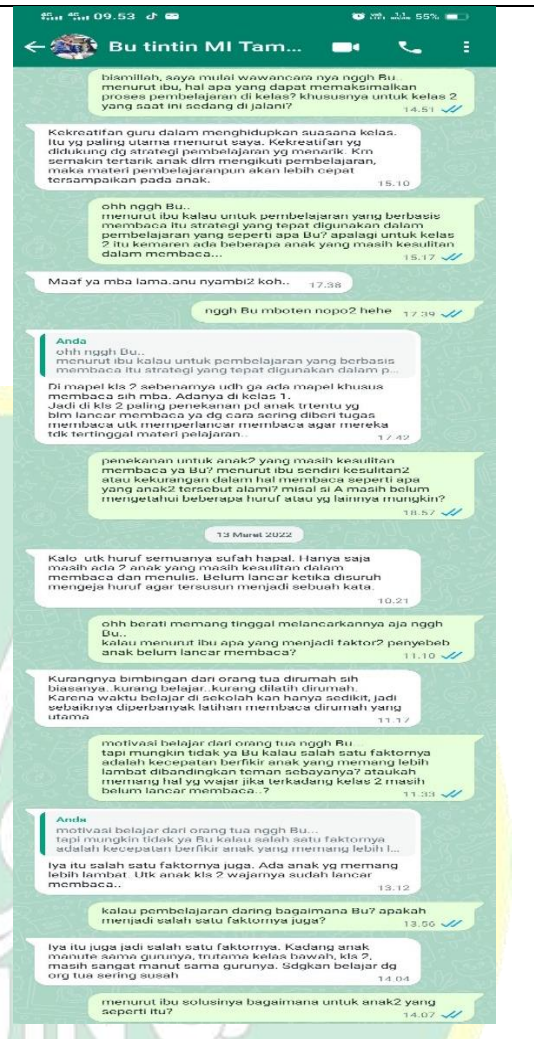 09.53
55%
Bu tintin MI Tam...
bismillah, saya mulai wawancara nya nggh Bu..
menurut ibu, hal apa yang dapat memaksimalkan
proses pembelajaran di kelas? khususnya untuk kelas 2
yang saat ini sedang di jalani?
14.51
Kekreatifan guru dalam menghidupkan suasana kelas.
Itu yg paling utama menurut saya. Kekreatifan yg
didukung dg strategi pembelajaran yg menarik. Krn
semakin tertarik anak dlm mengikuti pembelajaran,
maka materi pembelajaranpun akan lebih cepat
tersampaikan pada anak.
15.10
ohh nggh Bu..
menurut ibu kalau untuk pembelajaran yang berbasis
membaca itu strategi yang tepat digunakan dalam
pembelajaran yang seperti apa Bu? apalagi untuk kelas
2 itu kemaren ada beberapa anak yang masih kesulitan
dalam membaca...
15.17
Maaf ya mba lama.anu nyambi2 koh..
17.38
nggh Bu mboten nopo2 hehe
17.39
Anda
ohh nggh Bu..
menurut ibu kalau untuk pembelajaran yang berbasis
membaca itu strategi yang tepat digunakan dalam p...
Di mapel kls 2 sebenarnya udh ga ada mapel khusus
membaca sih mba. Adanya di kelas 1.
Jadi di kls 2 paling penekanan pd anak trtentu yg
blm lancar membaca ya dg cara sering diberi tugas
membaca utk memperlancar membaca agar mereka
tdk tertinggal materi pelajaran..
17.42
penekanan untuk anak2 yang masih kesulitan
membaca ya Bu? menurut ibu sendiri kesulitan2
atau kekurangan dalam hal membaca seperti apa
yang anak2 tersebut alami? misal si A masih belum
mengetahui beberapa huruf atau yg lainnya mungkin?
18.57
13 Maret 2022
Kalo utk huruf semuanya sufah hapal. Hanya saja
masih ada 2 anak yang masih kesulitan dalam
membaca dan menulis. Belum lancar ketika disuruh
mengeja huruf agar tersusun menjadi sebuah kata.
10.21
ohh berati memang tinggal melancarkannya aja nggh
Bu..
kalau menurut ibu apa yang menjadi faktor2 penyebeb
anak belum lancar membaca?
11.10
Kurangnya bimbingan dari orang tua dirumah sih
biasanya..kurang belajar..kurang dilatih dirumah.
Karena waktu belajar di sekolah kan hanya sedikit, jadi
sebaiknya diperbanyak latihan membaca dirumah yang
utama
11.17
motivasi belajar dari orang tua nggh Bu...
tapi mungkin tidak ya Bu kalau salah satu faktornya
adalah kecepatan berfikir anak yang memang lebih
lambat dibandingkan teman sebayanya? ataukah
memang hal yg wajar jika terkadang kelas 2 masih
belum lancar membaca..?
11.33
Anda
motivasi belajar dari orang tua nggh Bu...
tapi mungkin tidak ya Bu kalau salah satu faktornya
adalah kecepatan berfikir anak yang memang lebih l...
Iya itu salah satu faktornya juga. Ada anak yg memang
lebih lambat. Utk anak kls 2 wajarnya sudah lancar
membaca..
13.12
kalau pembelajaran daring bagaimana Bu? apakah
menjadi salah satu faktornya juga?
13.56
Iya itu juga jadi salah satu faktornya. Kadang anak
manute sama gurunya, trutama kelas bawah, kls 2,
masih sangat manut sama gurunya. Sdgkan belajar dg
org tua sering susah
14.04
menurut ibu solusinya bagaimana untuk anak2 yang
seperti itu?
14.07